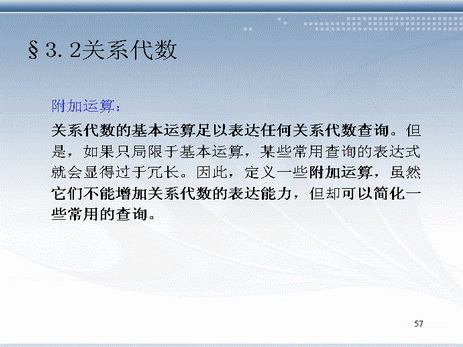 §3.2关系代数
附加运算：
关系代数的基本运算足以表达任何关系代数查询。但
是，如果只局限于基本运算，某些常用查询的表达式
就会显得过于冗长。因此，定义一些附加运算，虽然
它们不能增加关系代数的表达能力，但却可以简化一
些常用的查询。
57